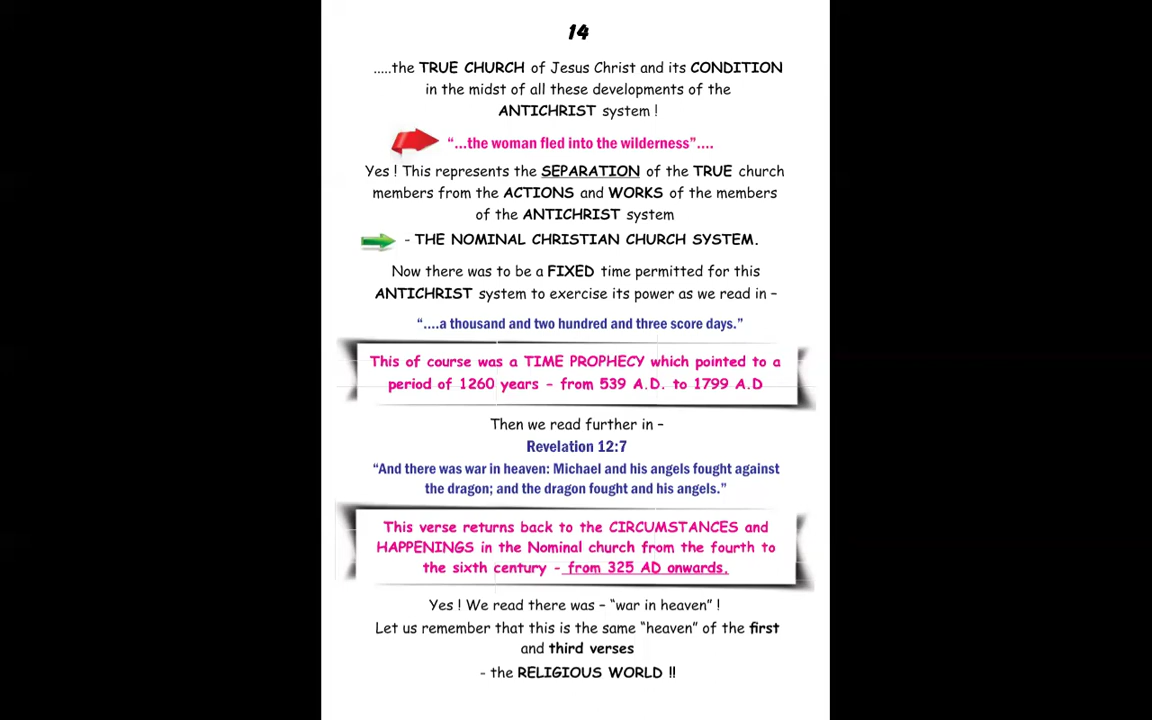 14
.....the TRUE CHURCH of Jesus Christ and its CONDITION
in the midst of all these developments of the
ANTICHRIST system !
“...the woman fled into the wilderness”....
Yes ! This represents the SEPARATION of the TRUE church
members from the ACTIONS and WORKS of the members
of the ANTICHRIST system
- THE NOMINAL CHRISTIAN CHURCH SYSTEM.
Now there was to be a FIXED time permitted for this
ANTICHRIST system to exercise its power as we read in –
“....a thousand and two hundred and three score days.”
This of course was a TIME PROPHECY which pointed to a
period of 1260 years – from 539 A.D. to 1799 A.D
Then we read further in –
Revelation 12:7
“And there was war in heaven: Michael and his angels fought against
the dragon; and the dragon fought and his angels.”
This verse returns back to the CIRCUMSTANCES and
HAPPENINGS in the Nominal church from the fourth to
the sixth century - from 325 AD onwards.
Yes ! We read there was – “war in heaven” !
Let us remember that this is the same “heaven” of the first
and third verses
- the RELIGIOUS WORLD !!